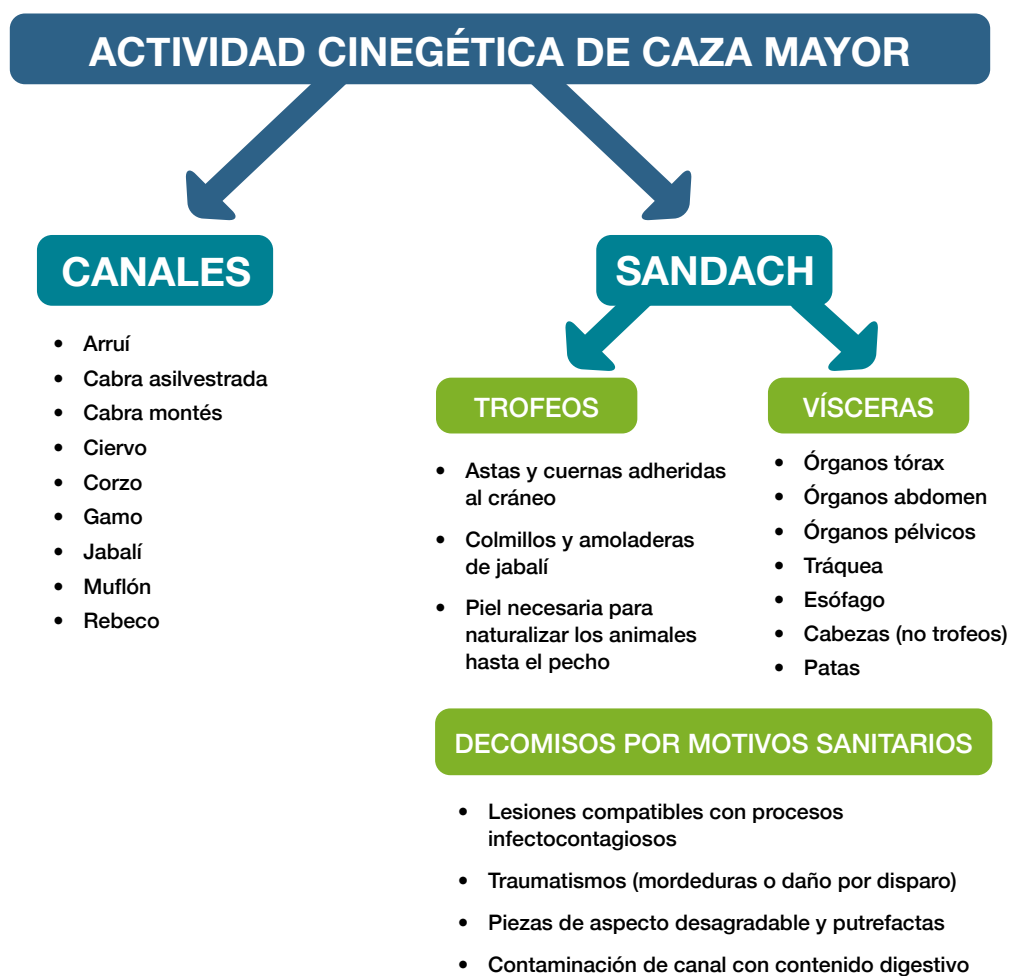 ACTIVIDAD CINEGÉTICA DE CAZA MAYOR
CANALES
• Arruí
• Cabra asilvestrada
• Cabra montés
• Ciervo
• Corzo
• Gamo
• Jabalí
• Muflón
• Rebeco
SANDACH
TROFEOS
• Astas y cuernas adheridas
al cráneo
• Colmillos y amoladeras
de jabalí
• Piel necesaria para
naturalizar los animales
hasta el pecho
VÍSCERAS
• Órganos tórax
• Órganos abdomen
• Órganos pélvicos
• Tráquea
• Esófago
• Cabezas (no trofeos)
• Patas
DECOMISOS POR MOTIVOS SANITARIOS
• Lesiones compatibles con procesos
infectocontagiosos
• Traumatismos (mordeduras o daño por disparo)
• Piezas de aspecto desagradable y putrefactas
• Contaminación de canal con contenido digestivo